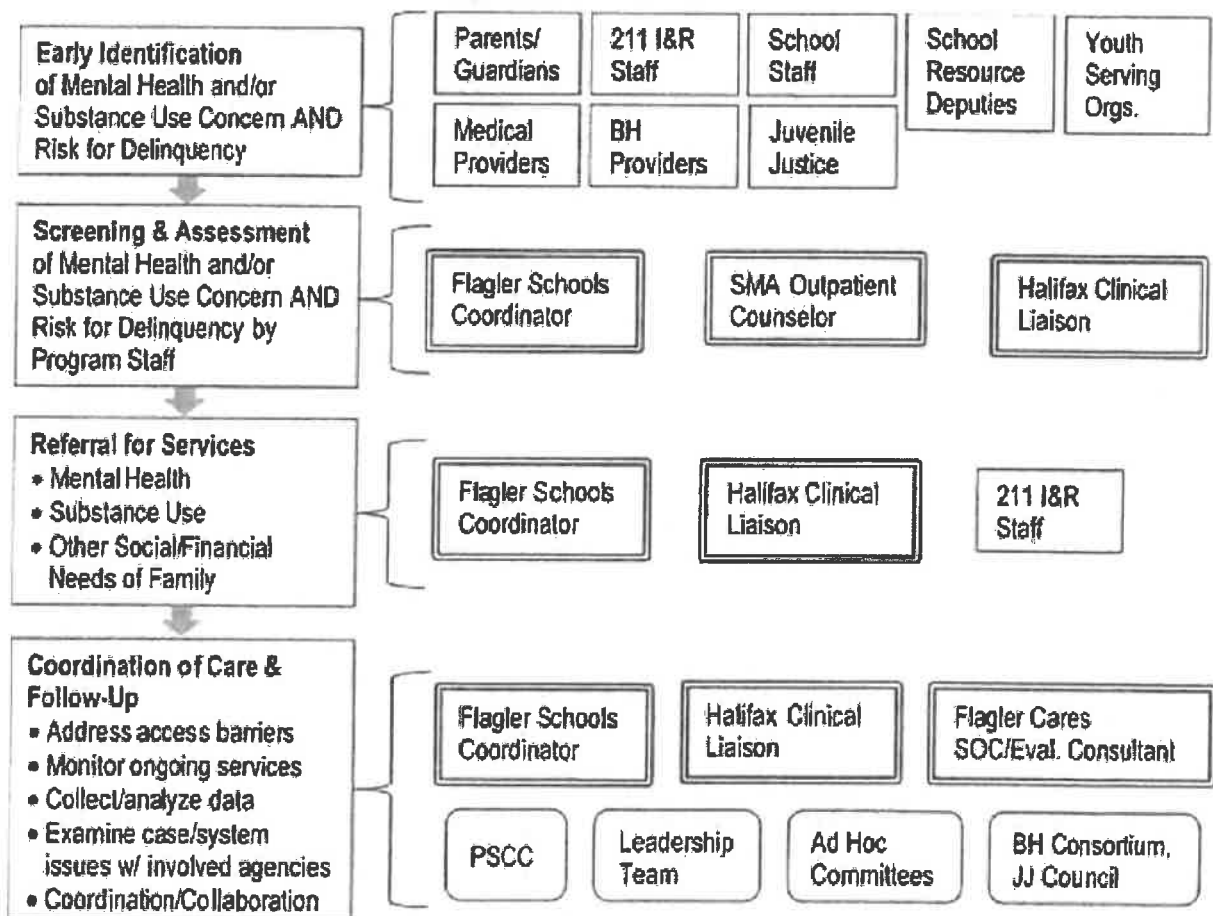 Early Identification
of Mental Health and/or
Substance Use Concern AND
Risk for Delinquency
Parents/
Guardians
211 I&R
Staff
School
Staff
School
Resource
Deputies
Youth
Serving
Orgs.
Medical
Providers
BH
Providers
Juvenile
Justice
Screening & Assessment
of Mental Health and/or
Substance Use Concern AND
Risk for Delinquency by
Program Staff
Flagler Schools
Coordinator
SMA Outpatient
Counselor
Halifax Clinical
Liaison
Referral for Services
• Mental Health
• Substance Use
• Other Social/Financial
Needs of Family
Flagler Schools
Coordinator
Halifax Clinical
Liaison
211 I&R
Staff
Coordination of Care &
Follow-Up
• Address access barriers
• Monitor ongoing services
• Collect/analyze data
• Examine case/system
issues w/ involved agencies
• Coordination/Collaboration
Flagler Schools
Coordinator
Halifax Clinical
Liaison
Flagler Cares
SOC/Eval. Consultant
PSCC
Leadership
Team
Ad Hoc
Committees
BH Consortium,
JJ Council